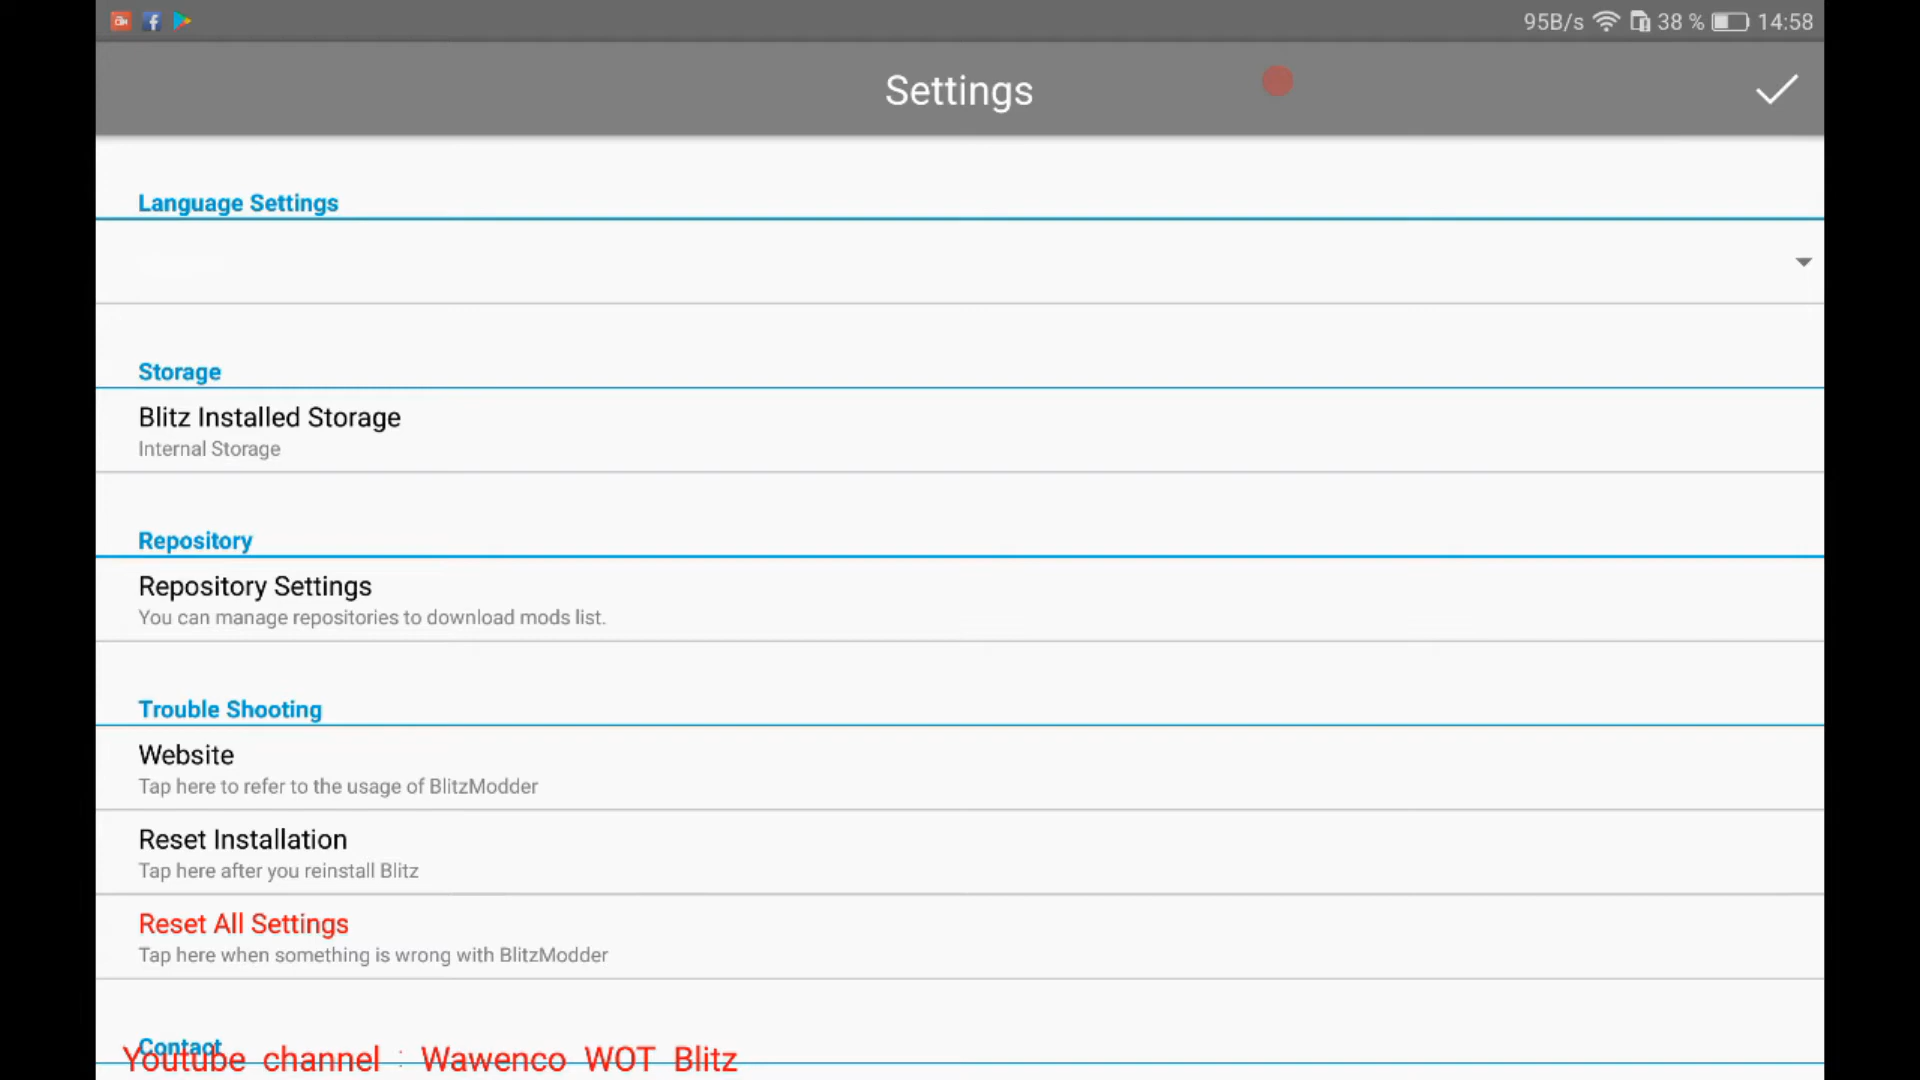 95B/s 38 % 14:58
Settings
Language Settings
Storage
Blitz Installed Storage
Internal Storage
Repository
Repository Settings
You can manage repositories to download mods list.
Trouble Shooting
Website
Tap here to refer to the usage of BlitzModder
Reset Installation
Tap here after you reinstall Blitz
Reset All Settings
Tap here when something is wrong with BlitzModder
Contact
Youtube channel : Wawenco WOT Blitz